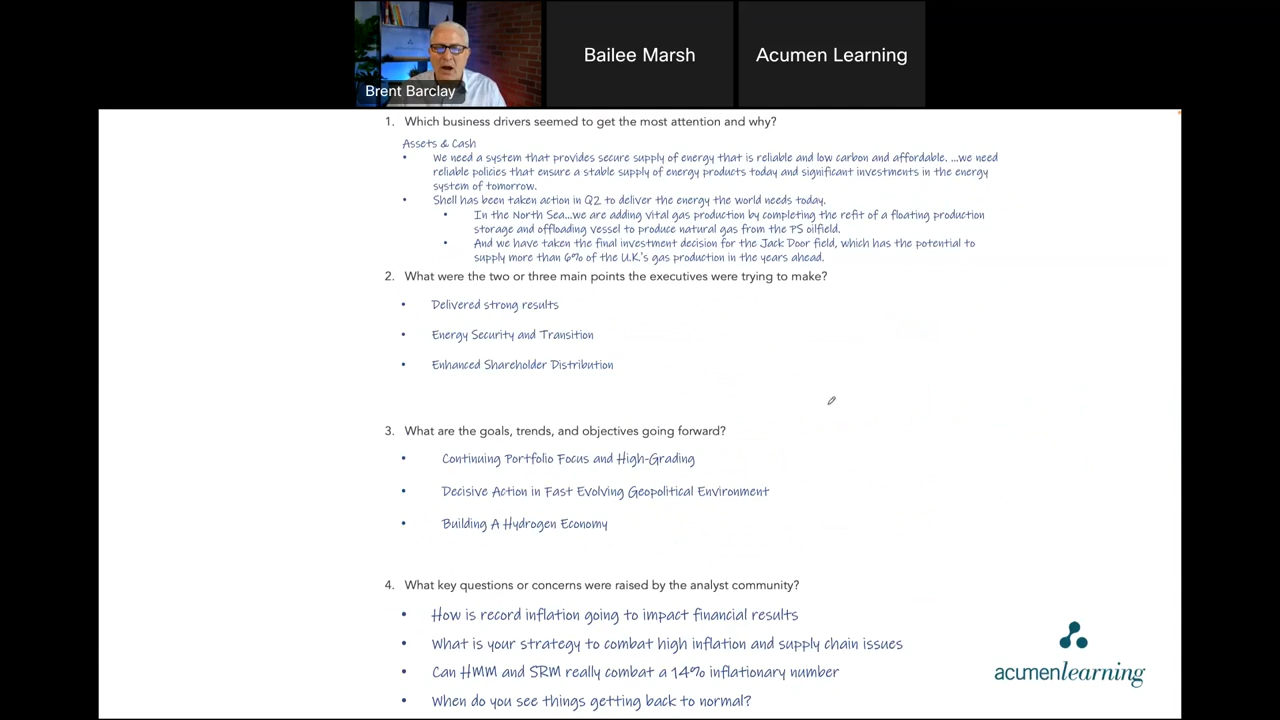 Brent Barclay
Bailee Marsh
Acumen Learning
1. Which business drivers seemed to get the most attention and why?
Assets & Cash
• We need a system that provides secure supply of energy that is reliable and low carbon and affordable. ...we need
reliable policies that ensure a stable supply of energy products today and significant investments in the energy
system of tomorrow.
• Shell has been taken action in Q2 to deliver the energy the world needs today.
• In the North Sea...we are adding vital gas production by completing the refit of a floating production
storage and offloading vessel to produce natural gas from the PS oilfield.
• And we have taken the final investment decision for the Jack Door field, which has the potential to
supply more than 6% of the U.K.'s gas production in the years ahead.
2. What were the two or three main points the executives were trying to make?
• Delivered strong results
• Energy Security and Transition
• Enhanced Shareholder Distribution
3. What are the goals, trends, and objectives going forward?
• Continuing Portfolio Focus and High-Grading
• Decisive Action in Fast Evolving Geopolitical Environment
• Building A Hydrogen Economy
4. What key questions or concerns were raised by the analyst community?
• How is record inflation going to impact financial results
• What is your strategy to combat high inflation and supply chain issues
• Can HMM and SRM really combat a 14% inflationary number
• When do you see things getting back to normal?
acumenlearning